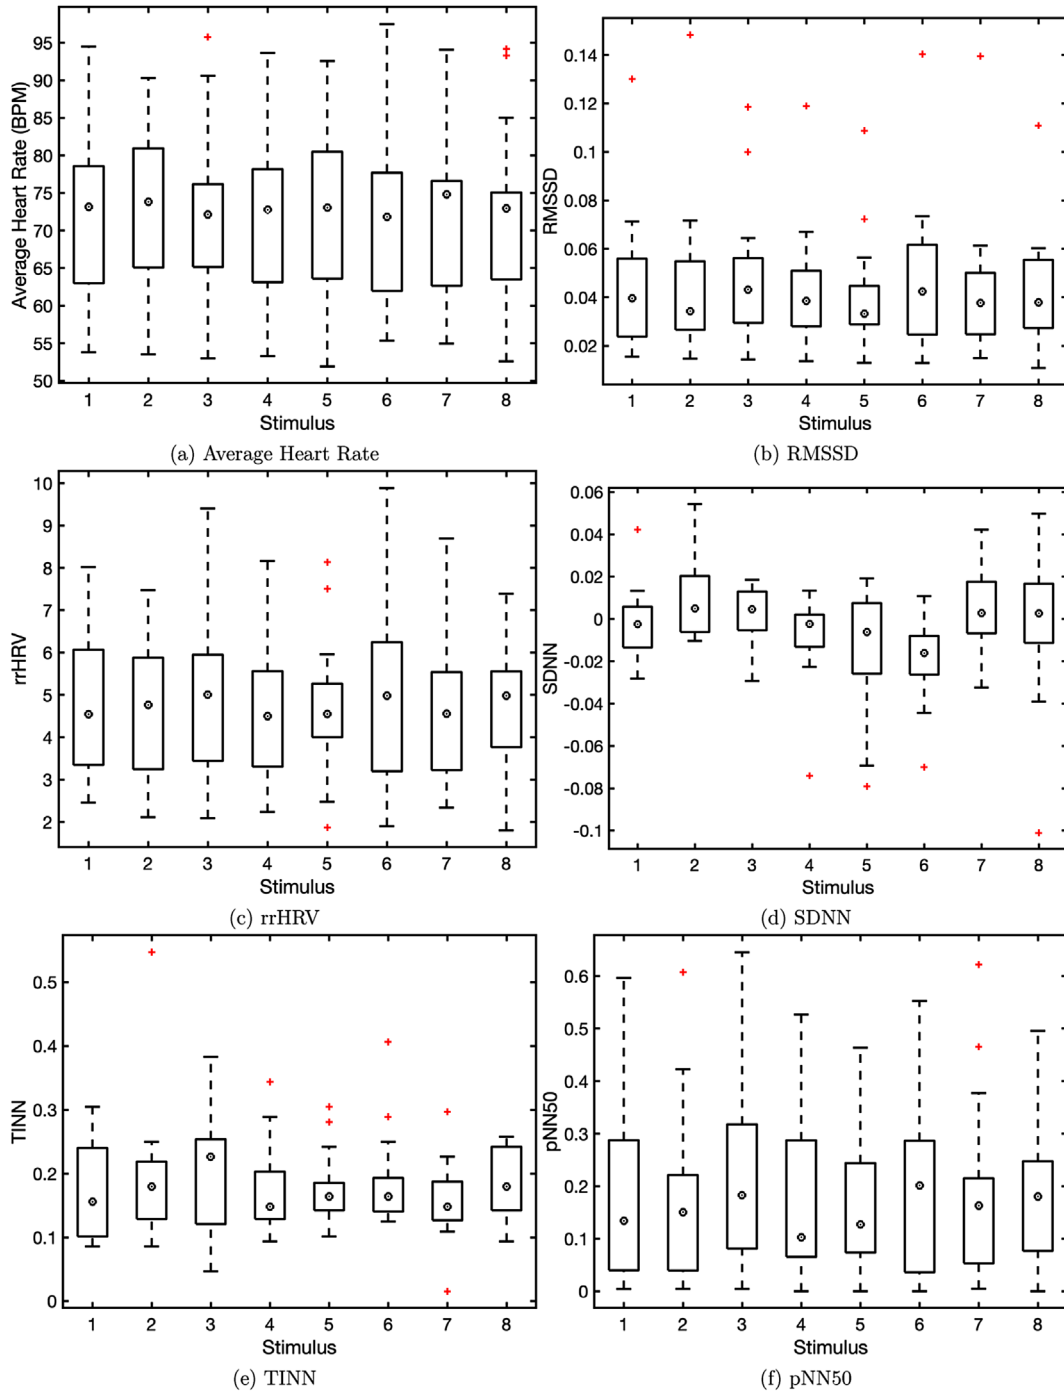 Average Heart Rate (BPM)
95
90
85
80
75
70
65
60
55
50
1 2 3 4 5 6 7 8
Stimulus
(a) Average Heart Rate
RMSSD
0.14
0.12
0.1
0.08
0.06
0.04
0.02
1 2 3 4 5 6 7 8
Stimulus
(b) RMSSD
rrHRV
10
9
8
7
6
5
4
3
2
1 2 3 4 5 6 7 8
Stimulus
(c) rrHRV
SDNN
0.06
0.04
0.02
0
-0.02
-0.04
-0.06
-0.08
-0.1
1 2 3 4 5 6 7 8
Stimulus
(d) SDNN
TINN
0.5
0.4
0.3
0.2
0.1
0
1 2 3 4 5 6 7 8
Stimulus
(e) TINN
pNN50
0.6
0.5
0.4
0.3
0.2
0.1
0
1 2 3 4 5 6 7 8
Stimulus
(f) pNN50